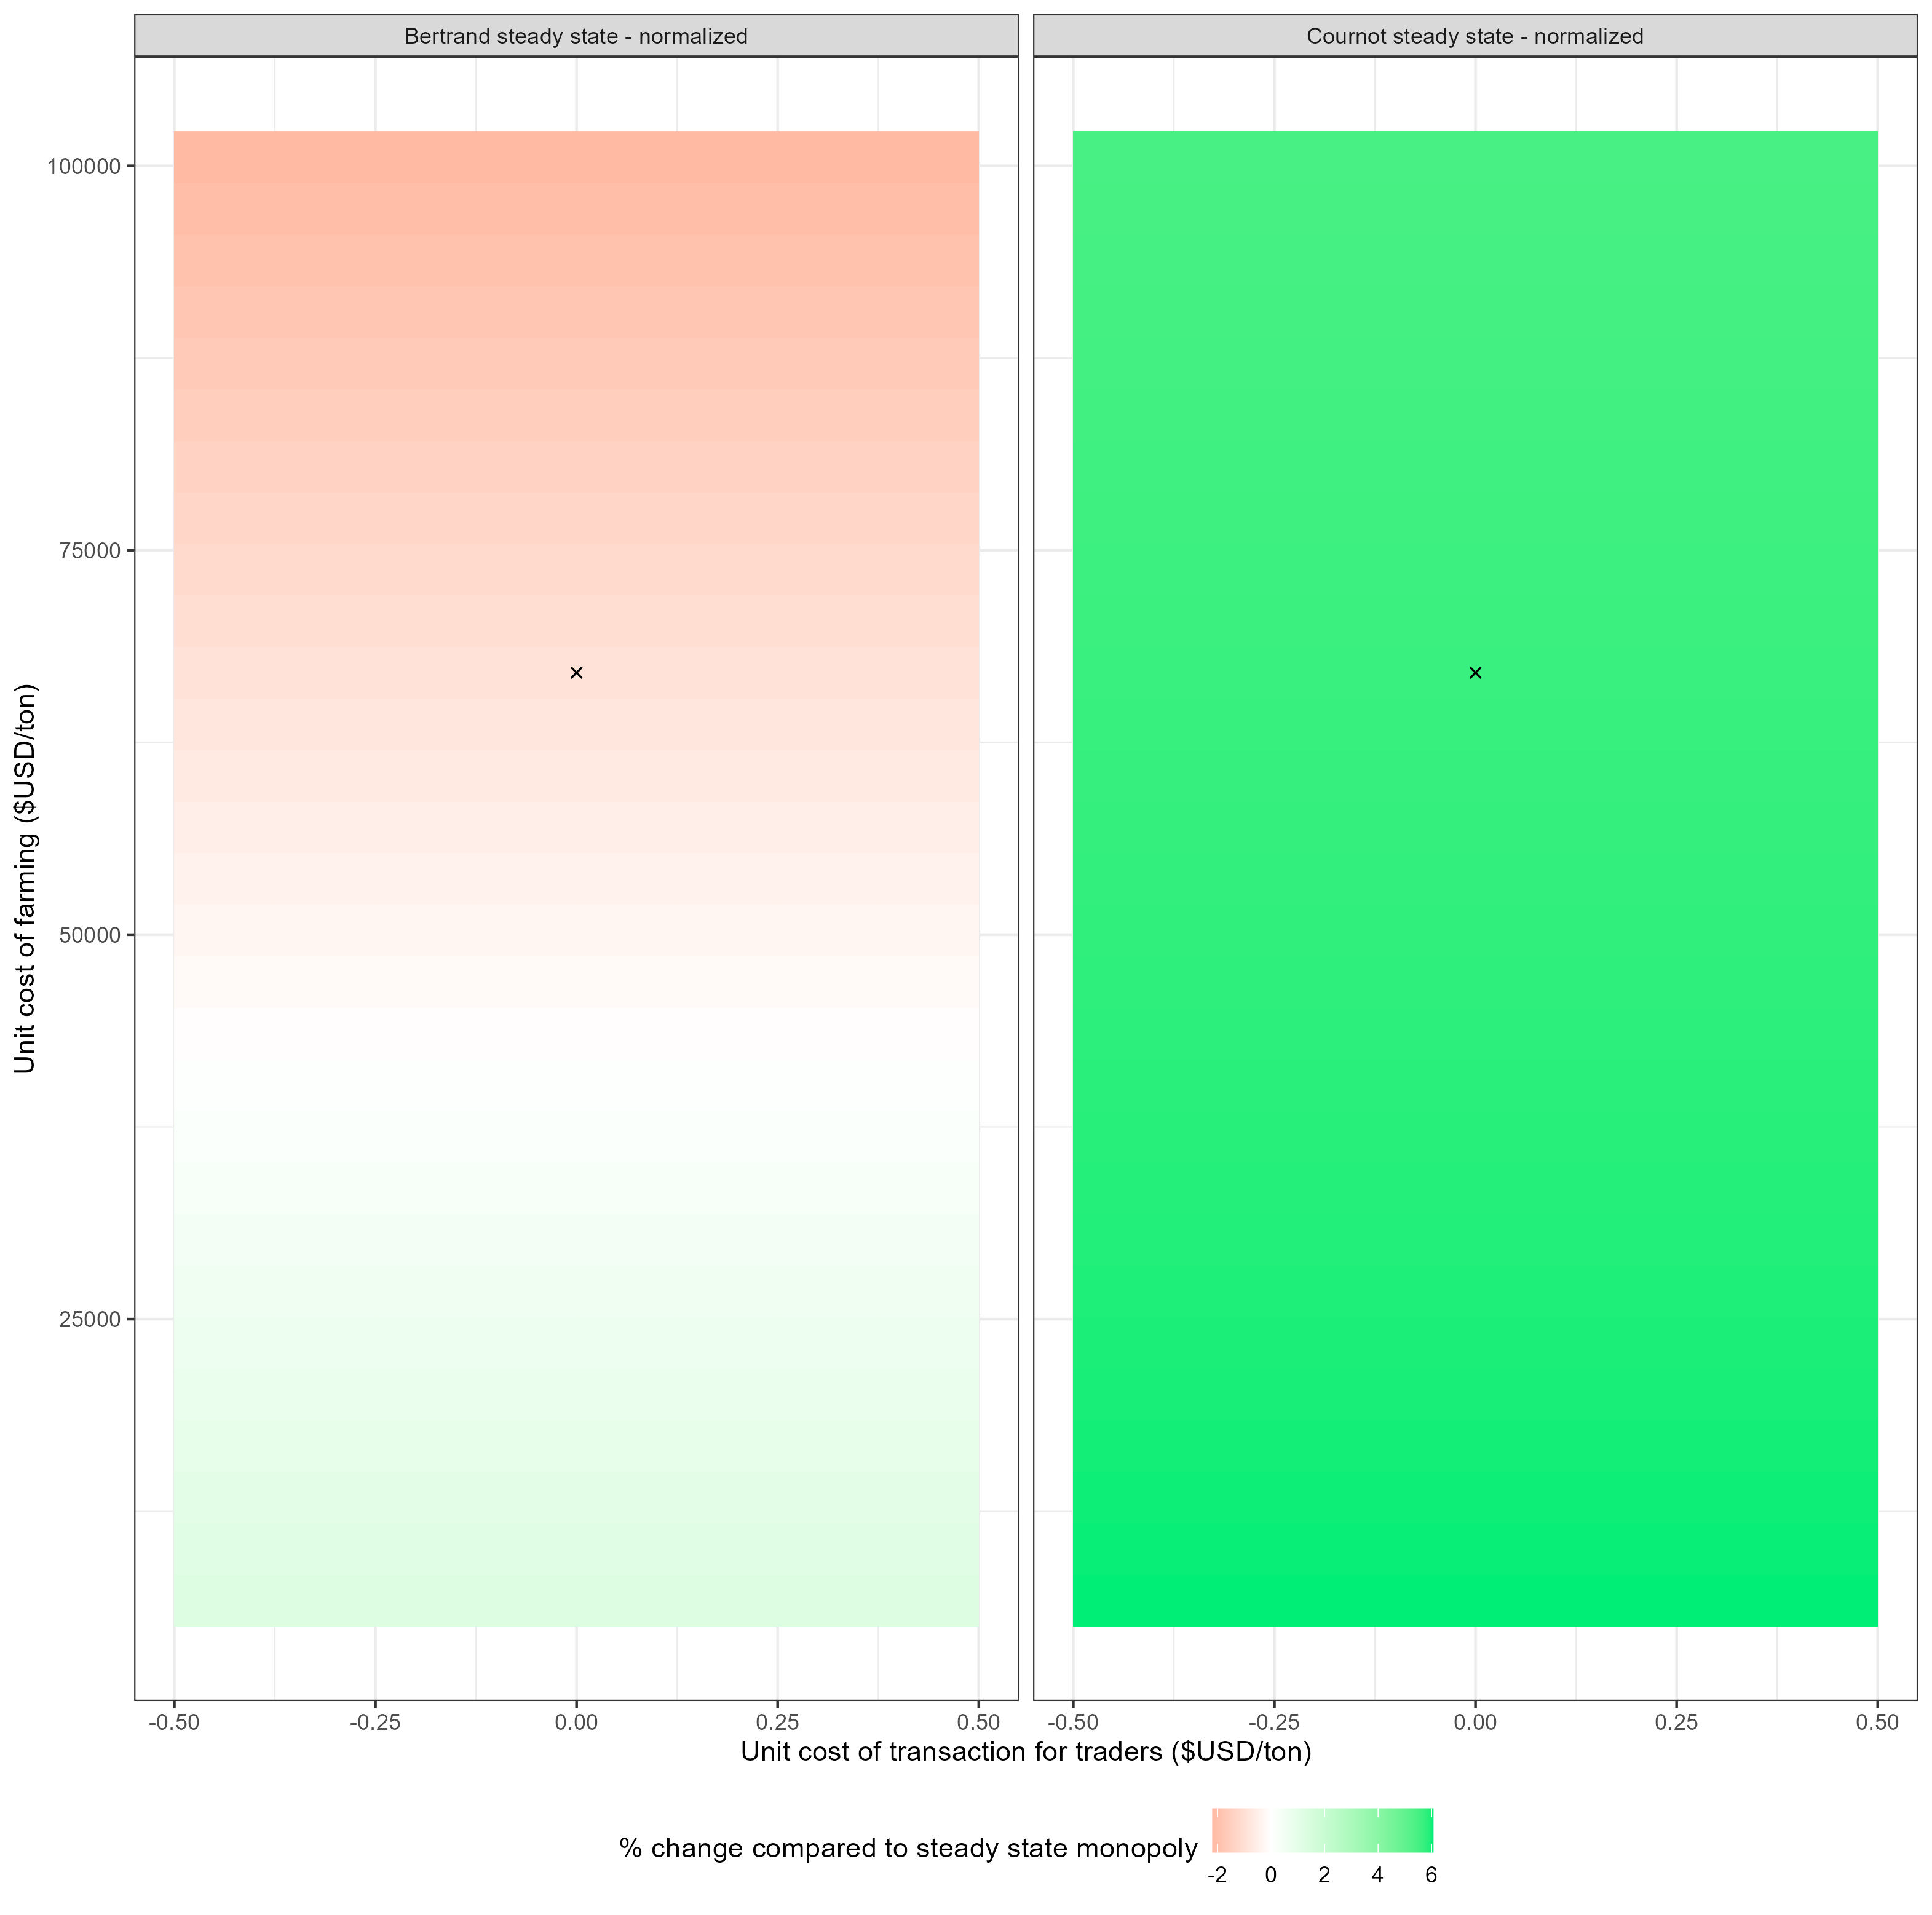 Bertrand steady state - normalized
Cournot steady state - normalized
Unit cost of farming ($USD/ton)
100000
75000
50000
25000
-0.50 -0.25 0.00 0.25 0.50
-0.50 -0.25 0.00 0.25 0.50
Unit cost of transaction for traders ($USD/ton)
% change compared to steady state monopoly
-2 0 2 4 6